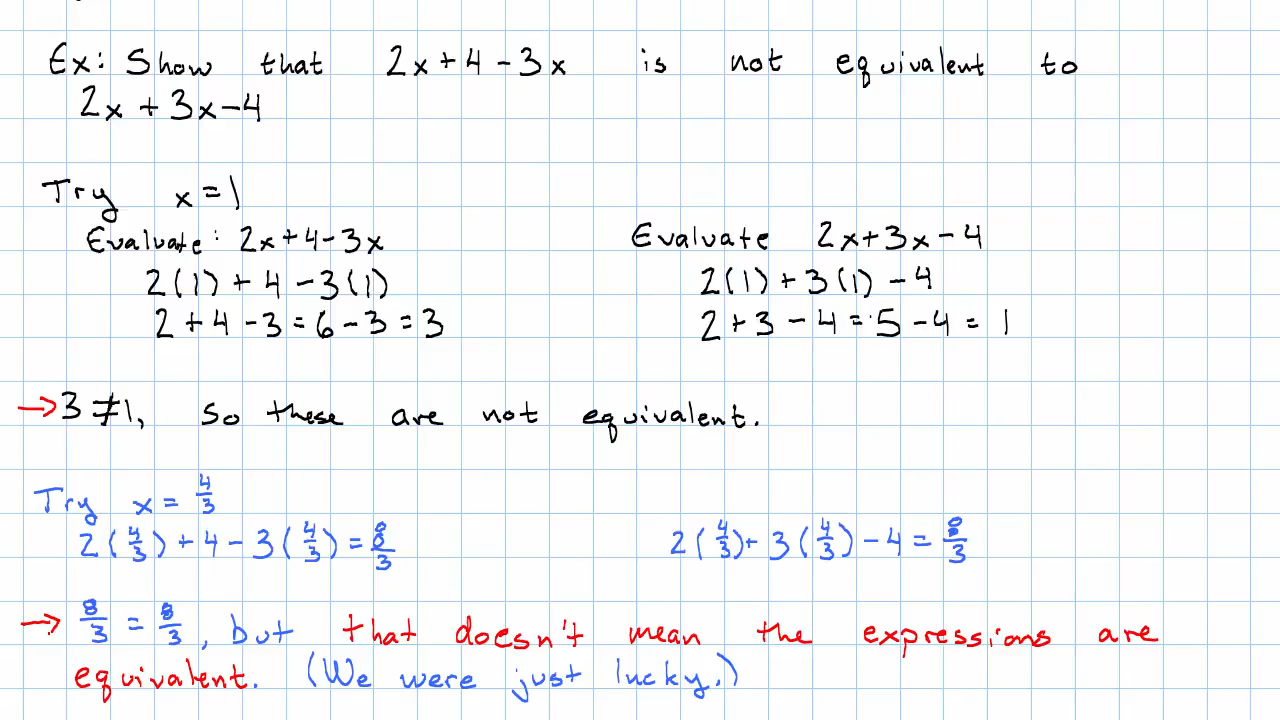 Ex: Show that 2x+4-3x is not equivalent to
2x + 3x - 4
Try x = 1
Evaluate: 2x+4-3x
Evaluate 2x+3x-4
2(1) + 4 - 3(1)
2(1) + 3(1) - 4
2 + 4 - 3 = 6 - 3 = 3
2 + 3 - 4 = 5 - 4 = 1
→ 3 ≠ 1, so these are not equivalent.
Try x = 4/3
2(4/3) + 4 - 3(4/3) = 8/3
2(4/3) + 3(4/3) - 4 = 8/3
→ 8/3 = 8/3, but that doesn't mean the expressions are
equivalent. (We were just lucky.)